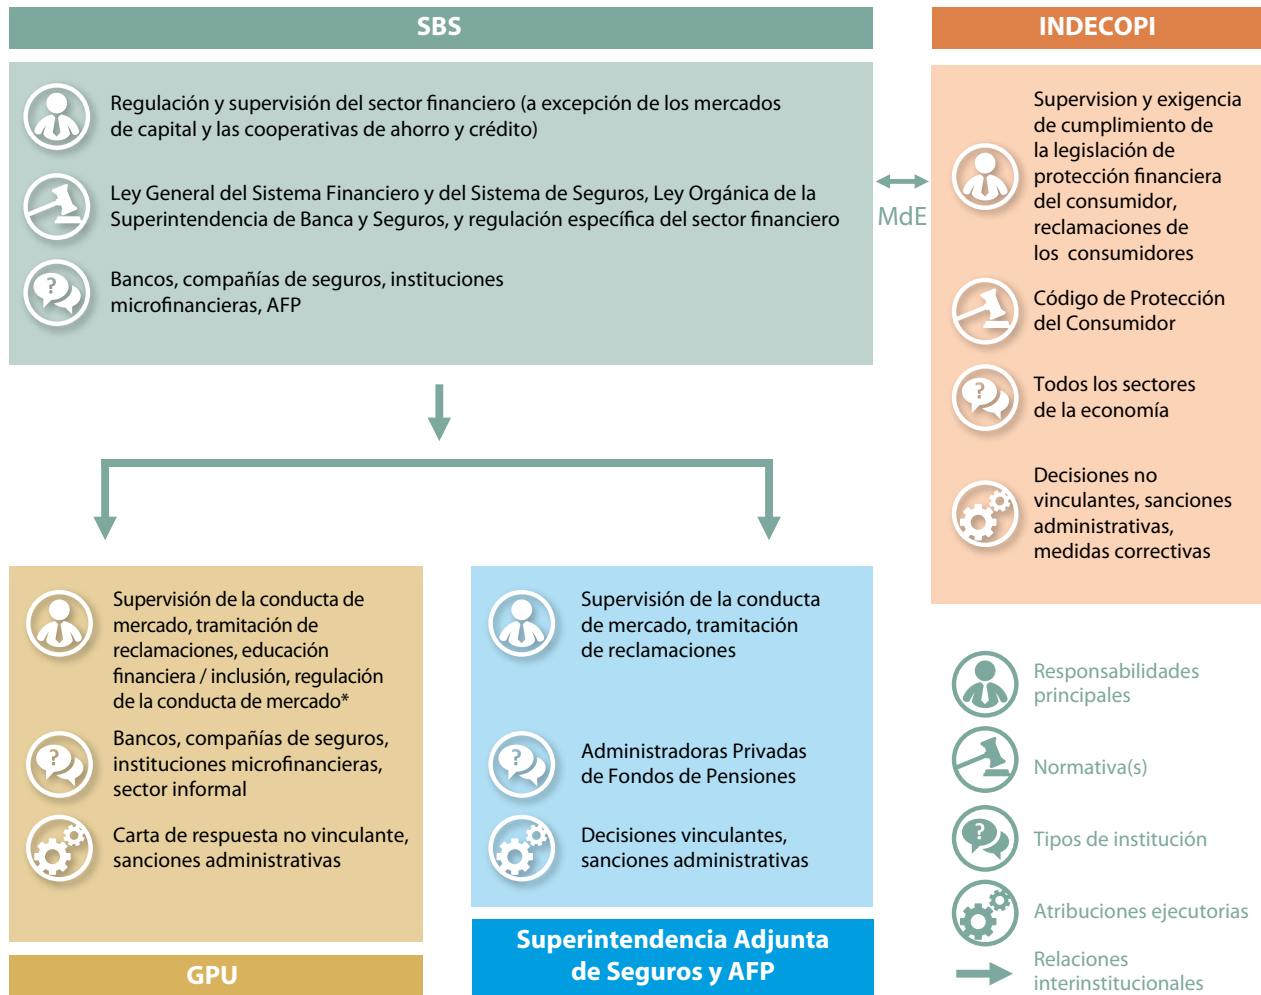 SBS
Regulación y supervisión del sector financiero (a excepción de los mercados
de capital y las cooperativas de ahorro y crédito)
Ley General del Sistema Financiero y del Sistema de Seguros, Ley Orgánica de la
Superintendencia de Banca y Seguros, y regulación específica del sector financiero
Bancos, compañías de seguros, instituciones
microfinancieras, AFP
MdE
INDECOPI
Supervision y exigencia
de cumplimiento de
la legislación de
protección financiera
del consumidor,
reclamaciones de
los consumidores
Código de Protección
del Consumidor
Todos los sectores
de la economía
Decisiones no
vinculantes, sanciones
administrativas,
medidas correctivas
Supervisión de la conducta de
mercado, tramitación de
reclamaciones, educación
financiera / inclusión, regulación
de la conducta de mercado*
Bancos, compañías de seguros,
instituciones microfinancieras,
sector informal
Carta de respuesta no vinculante,
sanciones administrativas
GPU
Supervisión de la conducta
de mercado, tramitación
de reclamaciones
Administradoras Privadas
de Fondos de Pensiones
Decisiones vinculantes,
sanciones administrativas
Superintendencia Adjunta
de Seguros y AFP
Responsabilidades
principales
Normativa(s)
Tipos de institución
Atribuciones ejecutorias
Relaciones
interinstitucionales